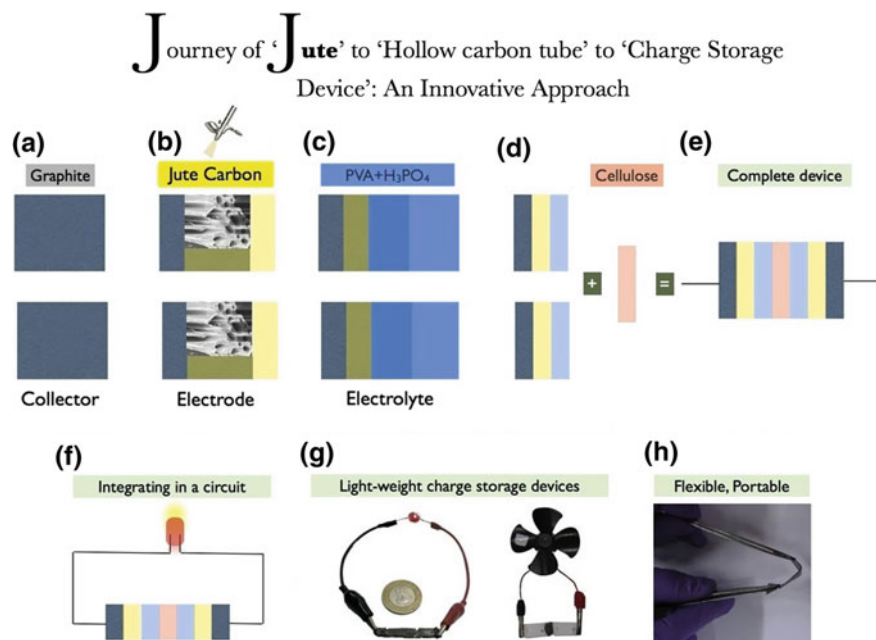 Journey of ‘Jute’ to ‘Hollow carbon tube’ to ‘Charge Storage
Device’: An Innovative Approach
(a)
(b)
(c)
(d)
(e)
Graphite
Jute Carbon
PVA+H₃PO₄
Cellulose
Complete device
+
=
Collector
Electrode
Electrolyte
(f)
(g)
(h)
Integrating in a circuit
Light-weight charge storage devices
Flexible, Portable